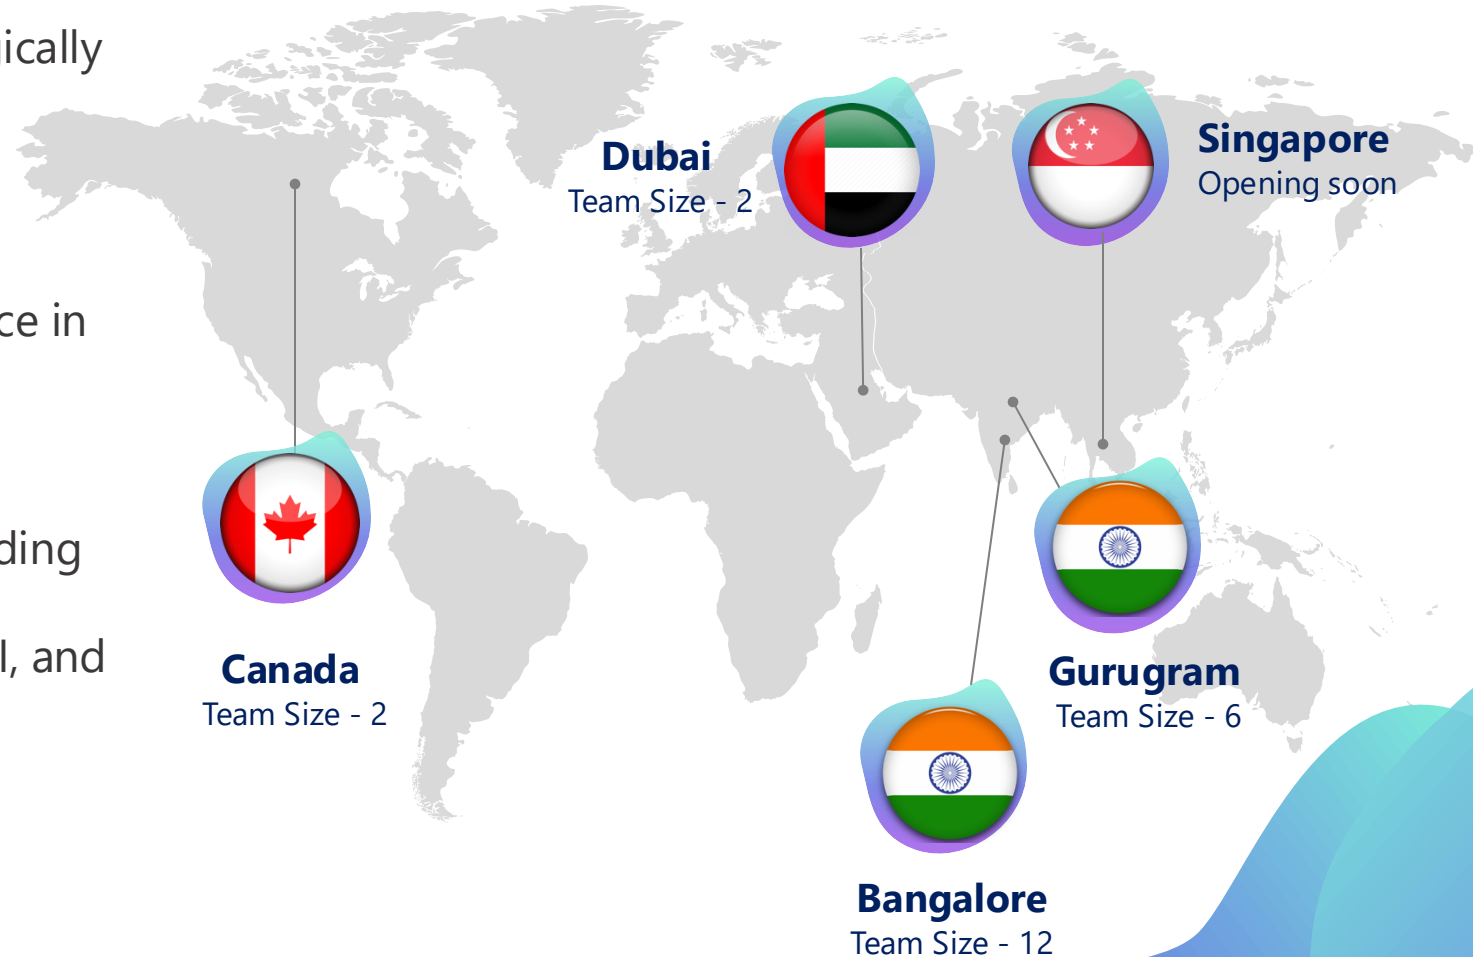 ically
ce in
ding
l, and
Dubai
Team Size - 2
Singapore
Opening soon
Canada
Team Size - 2
Gurugram
Team Size - 6
Bangalore
Team Size - 12